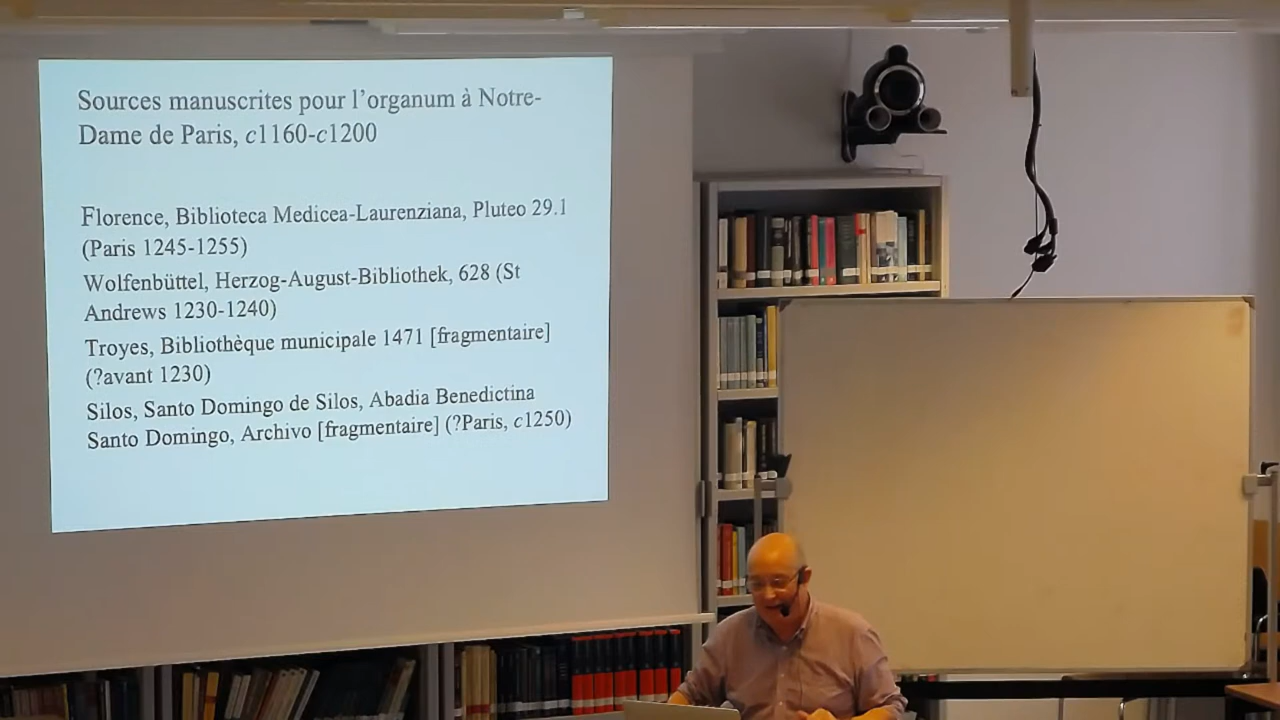 Sources manuscrites pour l’organum à Notre-
Dame de Paris, c1160-c1200
Florence, Biblioteca Medicea-Laurenziana, Pluteo 29.1
(Paris 1245-1255)
Wolfenbüttel, Herzog-August-Bibliothek, 628 (St
Andrews 1230-1240)
Troyes, Bibliothèque municipale 1471 [fragmentaire]
(?avant 1230)
Silos, Santo Domingo de Silos, Abadia Benedictina
Santo Domingo, Archivo [fragmentaire] (?Paris, c1250)